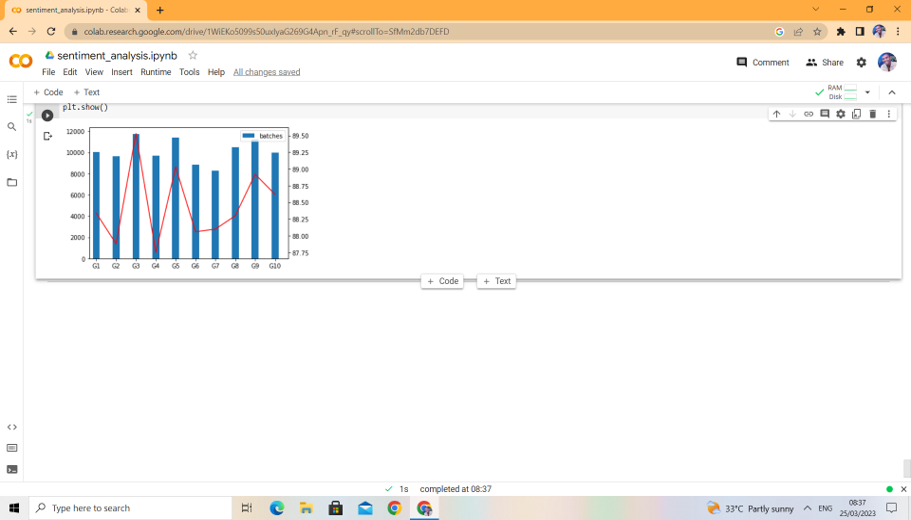 sentiment_analysis.ipynb - Colab
colab.research.google.com/drive/1WiEKo5099s50uxlyaG269G4Apn_rF_qy#scrollTo=SfMm2db7DEFD
sentiment_analysis.ipynb
File Edit View Insert Runtime Tools Help All changes saved
Comment Share
+ Code + Text
RAM
Disk
{x}
1s
plt.show()
batches
12000
10000
8000
6000
4000
2000
0
89.50
89.25
89.00
88.75
88.50
88.25
88.00
87.75
G1 G2 G3 G4 G5 G6 G7 G8 G9 G10
+ Code + Text
1s completed at 08:37
Type here to search
33°C Partly sunny
ENG
08:37
25/03/2023